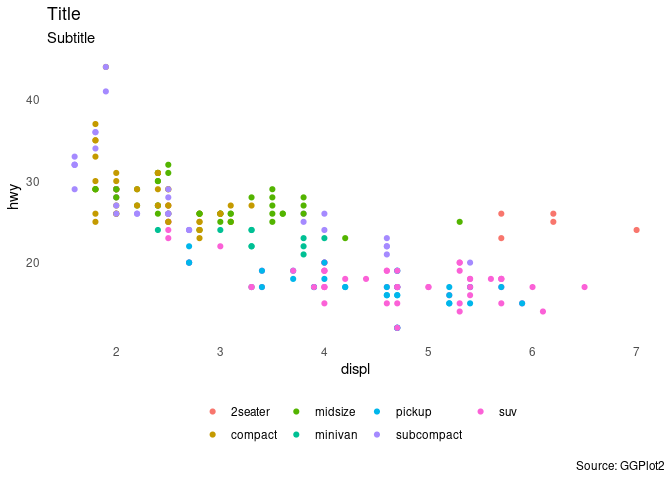 Title
Subtitle
40
30
20
hwy
2 3 4 5 6 7
displ
2seater midsize pickup suv
compact minivan subcompact
Source: GGPlot2